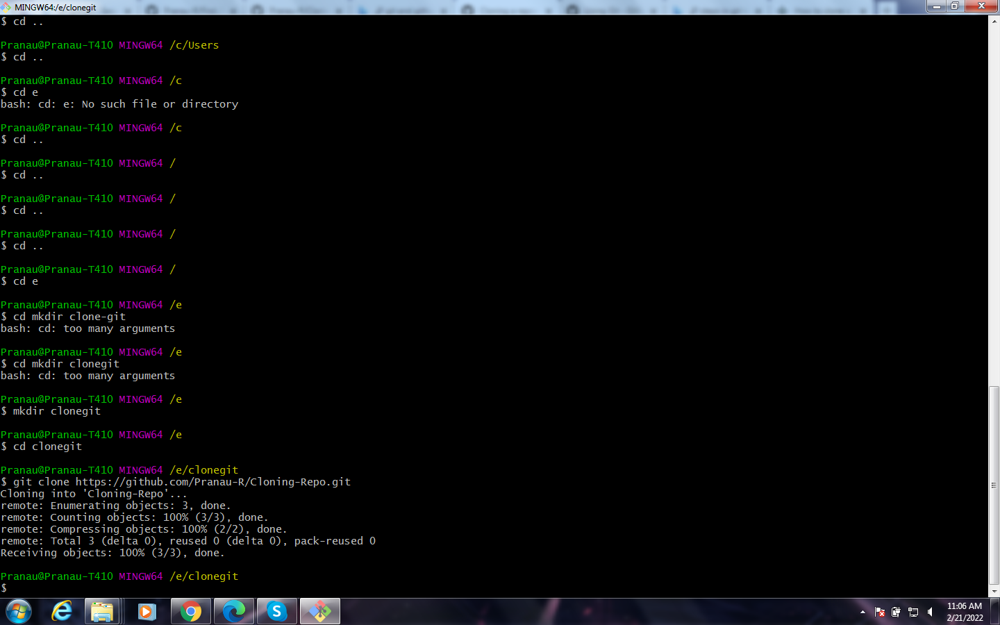 MINGW64:/e/clonegit
$ cd ..
Pranau@Pranau-T410 MINGW64 /c/Users
$ cd ..
Pranau@Pranau-T410 MINGW64 /c
$ cd e
bash: cd: e: No such file or directory
Pranau@Pranau-T410 MINGW64 /c
$ cd ..
Pranau@Pranau-T410 MINGW64 /
$ cd ..
Pranau@Pranau-T410 MINGW64 /
$ cd ..
Pranau@Pranau-T410 MINGW64 /
$ cd ..
Pranau@Pranau-T410 MINGW64 /
$ cd e
Pranau@Pranau-T410 MINGW64 /e
$ cd mkdir clone-git
bash: cd: too many arguments
Pranau@Pranau-T410 MINGW64 /e
$ cd mkdir clonegit
bash: cd: too many arguments
Pranau@Pranau-T410 MINGW64 /e
$ mkdir clonegit
Pranau@Pranau-T410 MINGW64 /e
$ cd clonegit
Pranau@Pranau-T410 MINGW64 /e/clonegit
$ git clone https://github.com/Pranau-R/Cloning-Repo.git
Cloning into 'Cloning-Repo'...
remote: Enumerating objects: 3, done.
remote: Counting objects: 100% (3/3), done.
remote: Compressing objects: 100% (2/2), done.
remote: Total 3 (delta 0), reused 0 (delta 0), pack-reused 0
Receiving objects: 100% (3/3), done.
Pranau@Pranau-T410 MINGW64 /e/clonegit
$
11:06 AM
2/21/2022